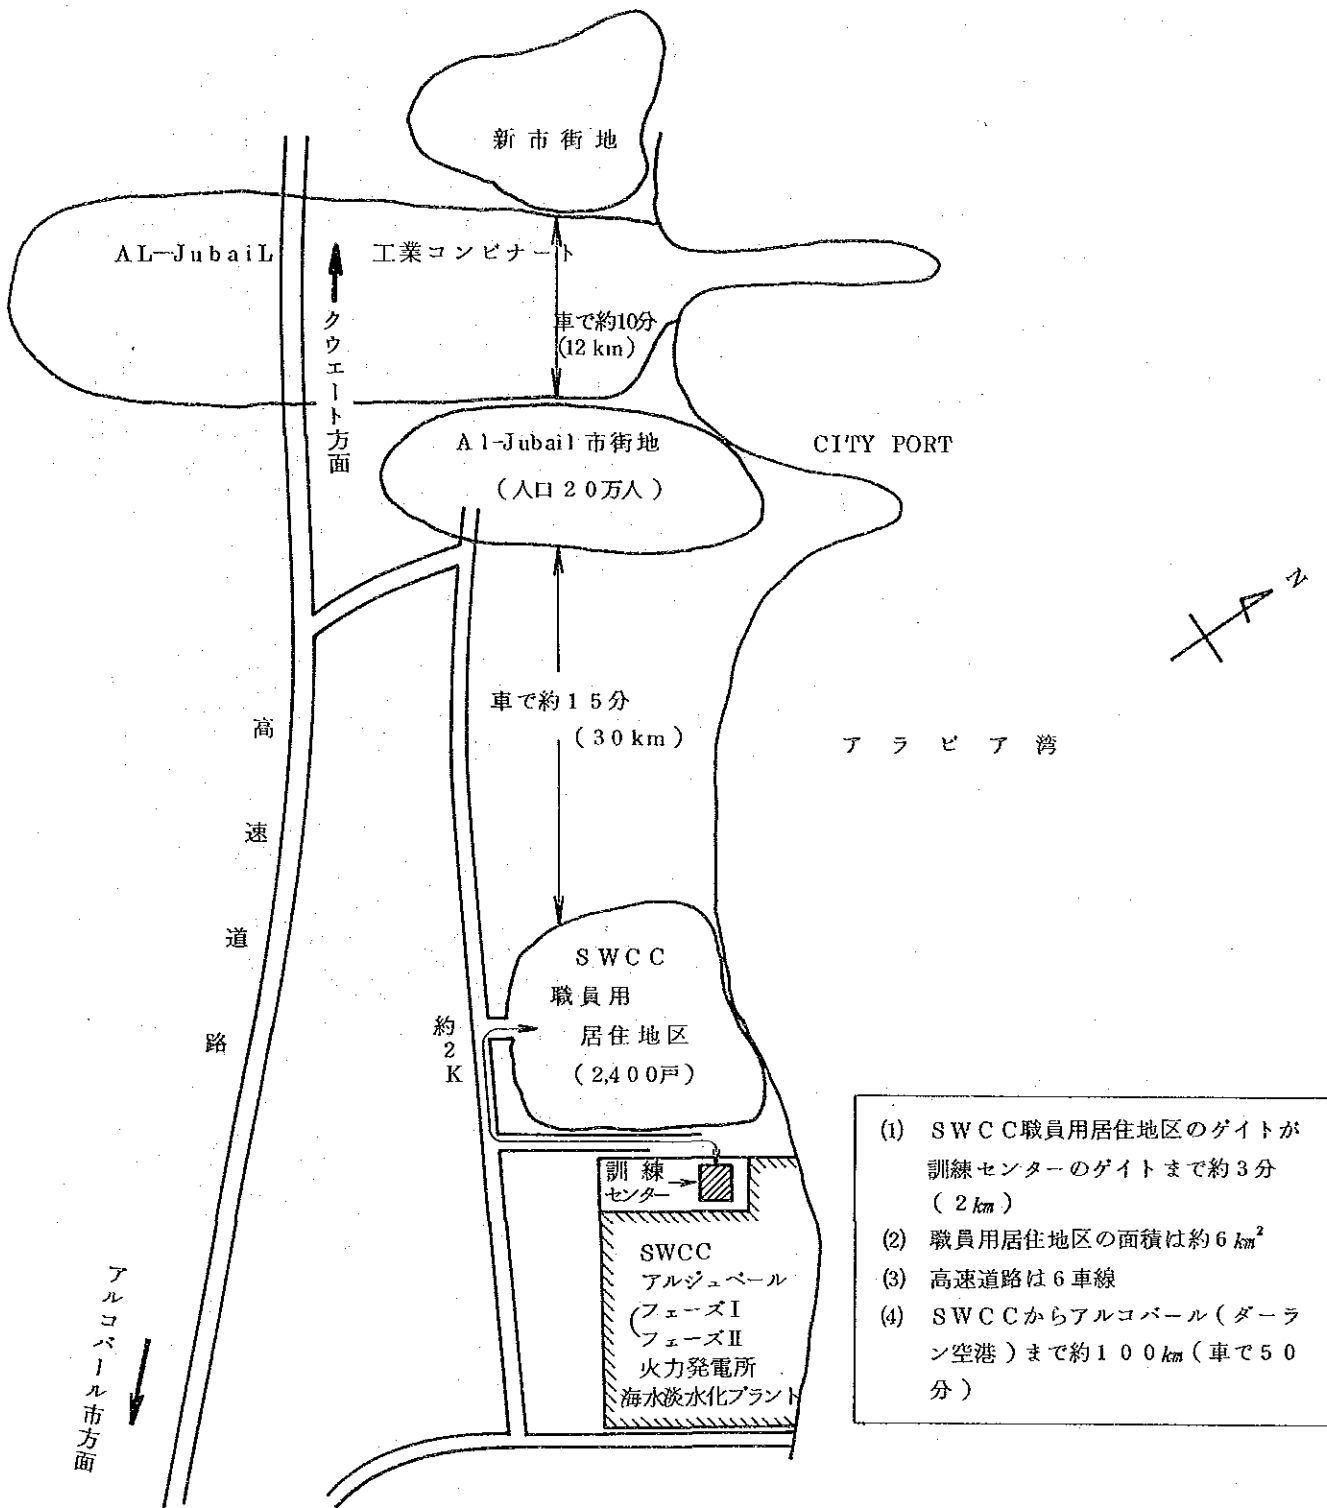 新市街地
AL-JubaiL 工業コンビナート
クウェート方面
車で約10分
(12km)
Al-Jubail 市街地
(人口20万人)
CITY PORT
N
車で約15分
(30km)
アラビア湾
高速道路
SWCC
職員用
居住地区
(2,400戸)
約2K
訓練
センター
SWCC
アルジュベール
フェーズI
フェーズII
火力発電所
海水淡水化プラント
アルコバール市方面
(1) SWCC職員用居住地区のゲイトが
訓練センターのゲイトまで約3分
(2km)
(2) 職員用居住地区の面積は約6km²
(3) 高速道路は6車線
(4) SWCCからアルコバール(ダーラ
ン空港)まで約100km(車で50
分)